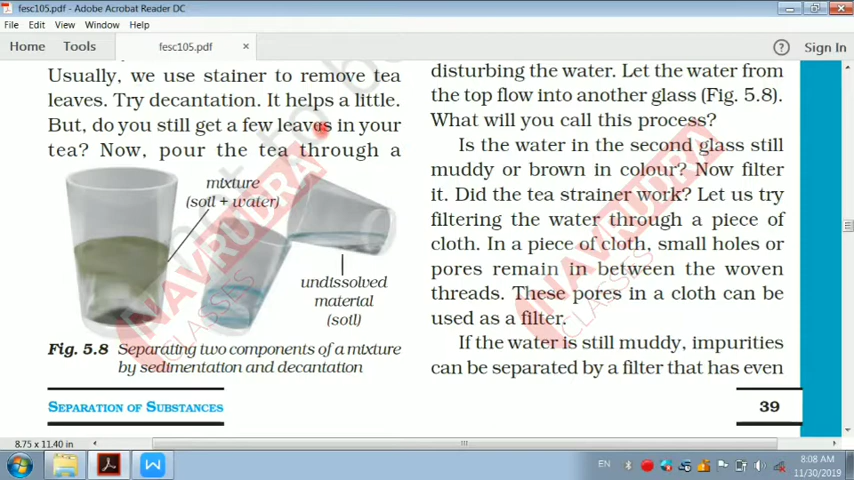 fesc105.pdf - Adobe Acrobat Reader DC
File Edit View Window Help
Home Tools fesc105.pdf × ? Sign In
Usually, we use stainer to remove tea
leaves. Try decantation. It helps a little.
But, do you still get a few leaves in your
tea? Now, pour the tea through a
mixture
(soil + water)
undissolved
material
(sotl)
Fig. 5.8 Separating two components of a mixture
by sedimentation and decantation
SEPARATION OF SUBSTANCES
disturbing the water. Let the water from
the top flow into another glass (Fig. 5.8).
What will you call this process?
Is the water in the second glass still
muddy or brown in colour? Now filter
it. Did the tea strainer work? Let us try
filtering the water through a piece of
cloth. In a piece of cloth, small holes or
pores remain in between the woven
threads. These pores in a cloth can be
used as a filter.
If the water is still muddy, impurities
can be separated by a filter that has even
39
NAVRUDRA
CLASSES
NAVRUDRA
CLASSES
8.75 x 11.40 in
EN
8:08 AM
11/30/2019